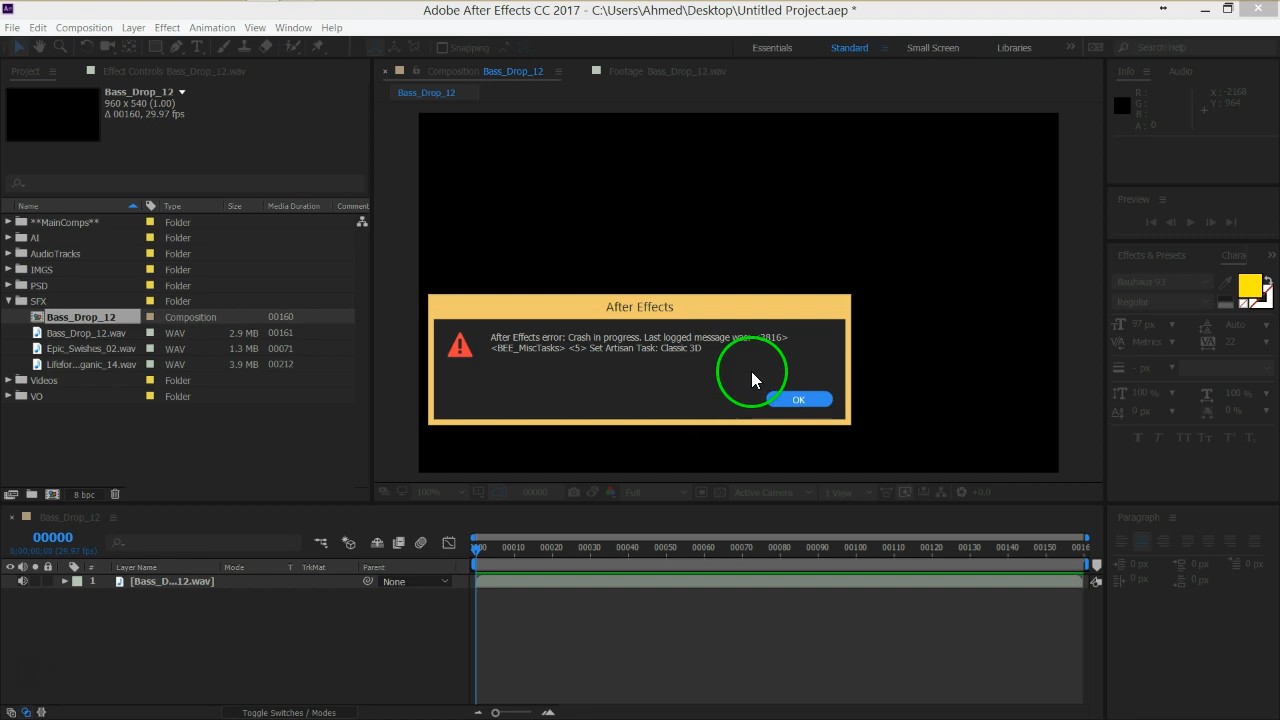 Adobe After Effects CC 2017 - C:\Users\Ahmed\Desktop\Untitled Project.aep *
File Edit Composition Layer Effect Animation View Window Help
Snapping Essentials Standard Small Screen Libraries Search Help
Project Effect Controls: Bass_Drop_12.wav
Composition Bass_Drop_12 Footage Bass_Drop_12.wav
Info Audio
Bass_Drop_12
960 x 540 (1.00)
Δ 00160, 29.97 fps
Bass_Drop_12
R :
G :
B :
A : 0
X : -2168
Y : 964
Name Type Size Media Duration Comment
**MainComps** Folder
AI Folder
AudioTracks Folder
IMGS Folder
PSD Folder
SFX Folder
Bass_Drop_12 Composition 00160
Bass_Drop_12.wav WAV 2.9 MB 00161
Epic_Swishes_02.wav WAV 1.3 MB 00071
Lifefor...ganic_14.wav WAV 3.9 MB 00212
Videos Folder
VO Folder
After Effects
After Effects error: Crash in progress. Last logged message was: <2816>
<BEE_MiscTasks> <5> Set Artisan Task: Classic 3D
OK
Preview
Effects & Presets Chara
Bauhaus 93
Regular
97 px Auto
Metrics 22
- px
100 % 100 %
0 px 0 %
T T TT Tт T¹ T₁
8 bpc
100% 00000 Full Active Camera 1 View +0.0
Bass_Drop_12
00000
0;00;00;00 (29.97 fps)
# Layer Name Mode T TrkMat Parent
000 00010 00020 00030 00040 00050 00060 00070 00080 00090 00100 00110 00120 00130 00140 00150 0016
1 [Bass_D...12.wav] None
Toggle Switches / Modes
Paragraph
0 px 0 px 0 px
0 px 0 px